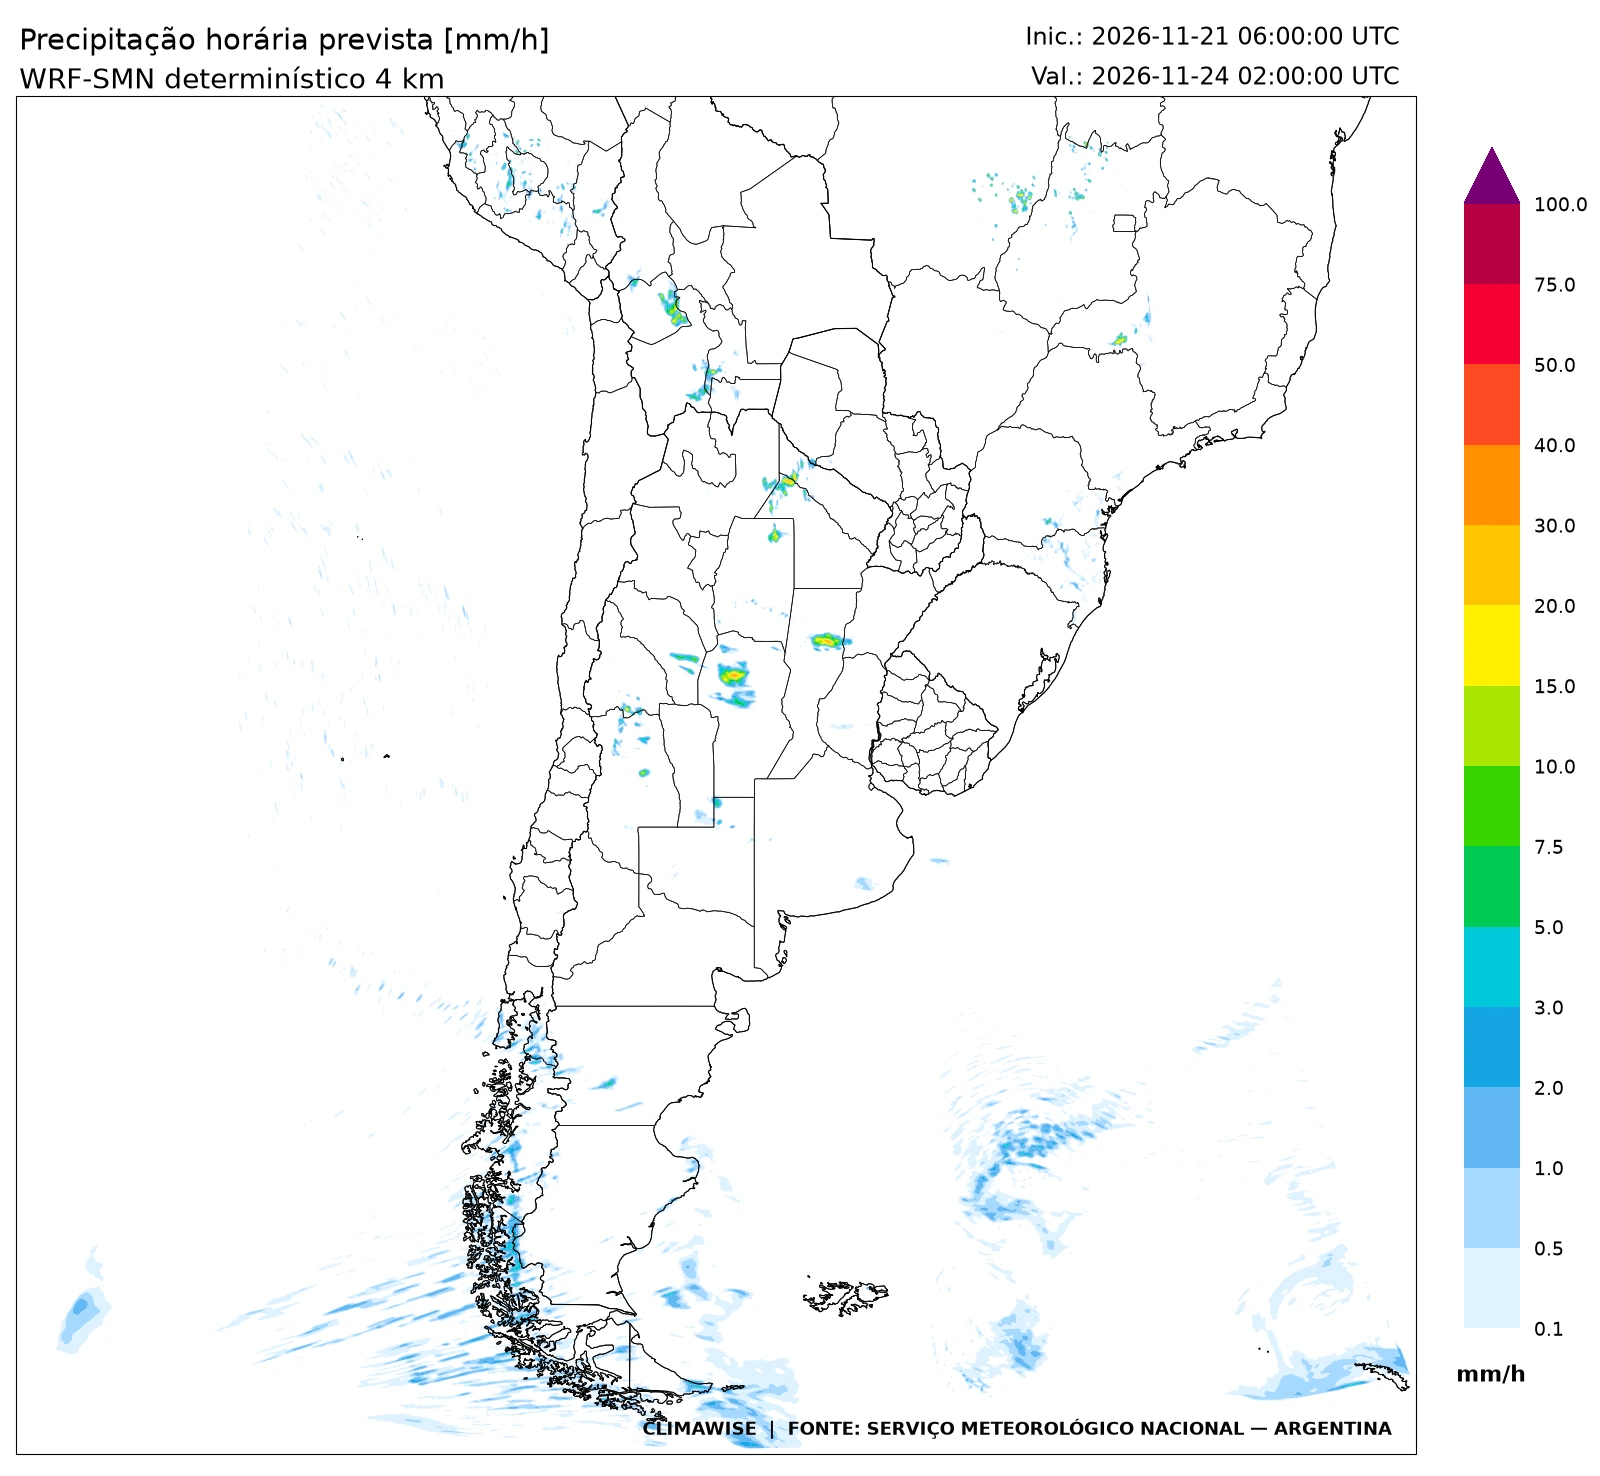 Precipitação horária prevista [mm/h]
WRF-SMN determinístico 4 km
Inic.: 2026-11-21 06:00:00 UTC
Val.: 2026-11-24 02:00:00 UTC
100.0
75.0
50.0
40.0
30.0
20.0
15.0
10.0
7.5
5.0
3.0
2.0
1.0
0.5
0.1
mm/h
CLIMAWISE | FONTE: SERVIÇO METEOROLÓGICO NACIONAL — ARGENTINA